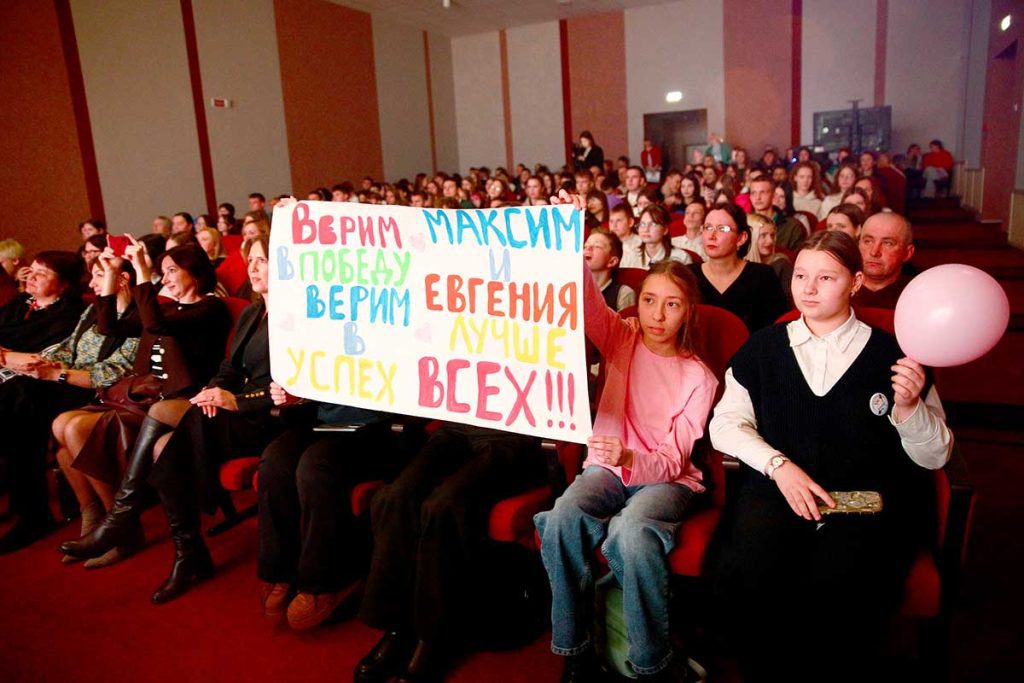 ВЕРИМ
В ПОБЕДУ
ВЕРИМ
В
УСПЕХ
МАКСИМ
И
ЕВГЕНИЯ
ЛУЧШЕ
ВСЕХ!!!